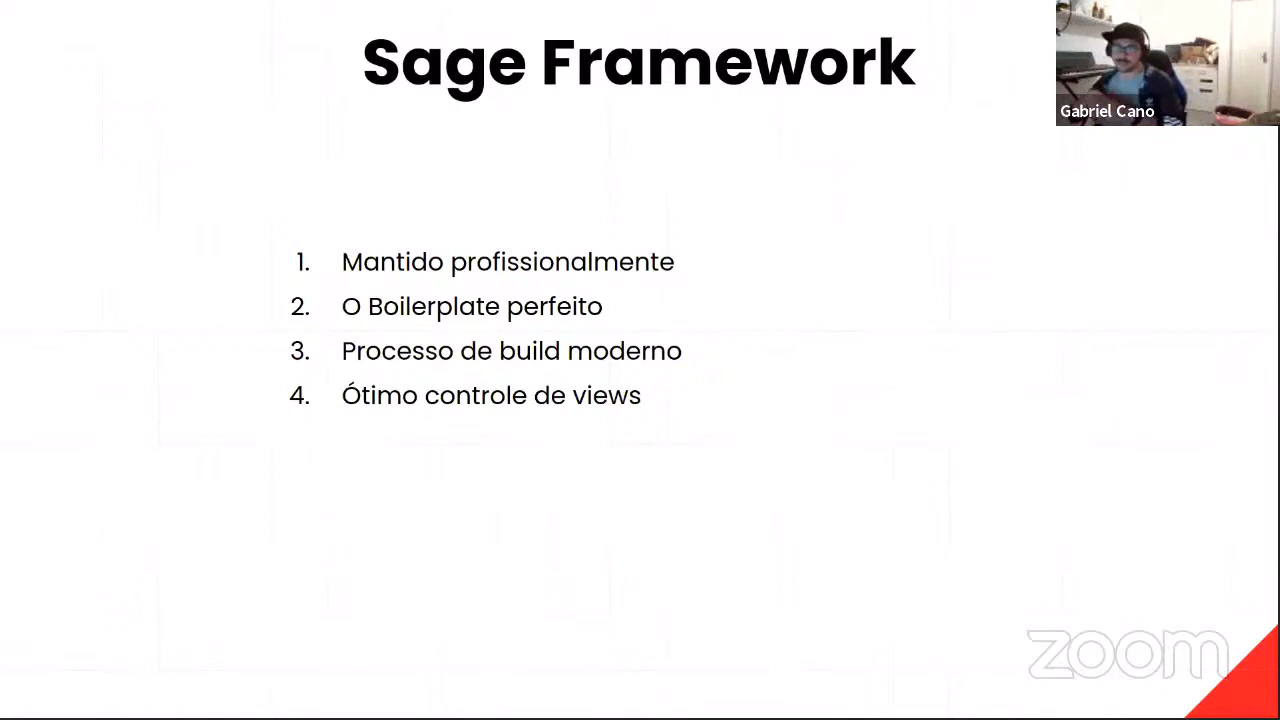 Sage Framework
Gabriel Cano
1. Mantido profissionalmente
2. O Boilerplate perfeito
3. Processo de build moderno
4. Ótimo controle de views
zoom